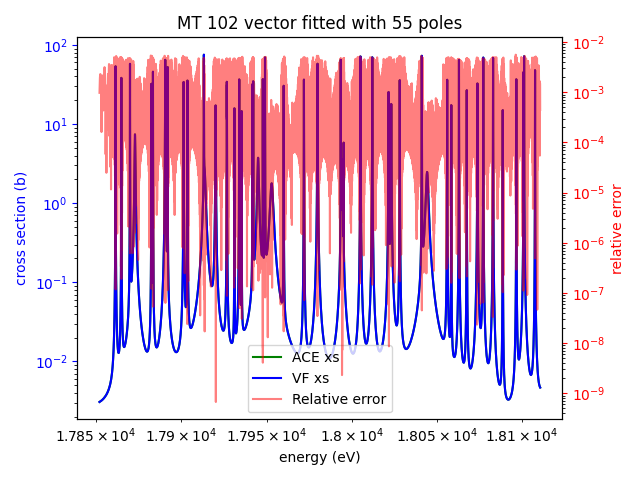 MT 102 vector fitted with 55 poles
10²
10¹
10⁰
10⁻¹
10⁻²
cross section (b)
10⁻²
10⁻³
10⁻⁴
10⁻⁵
10⁻⁶
10⁻⁷
10⁻⁸
10⁻⁹
relative error
ACE xs
VF xs
Relative error
1.785 × 10⁴ 1.79 × 10⁴ 1.795 × 10⁴ 1.8 × 10⁴ 1.805 × 10⁴ 1.81 × 10⁴
energy (eV)